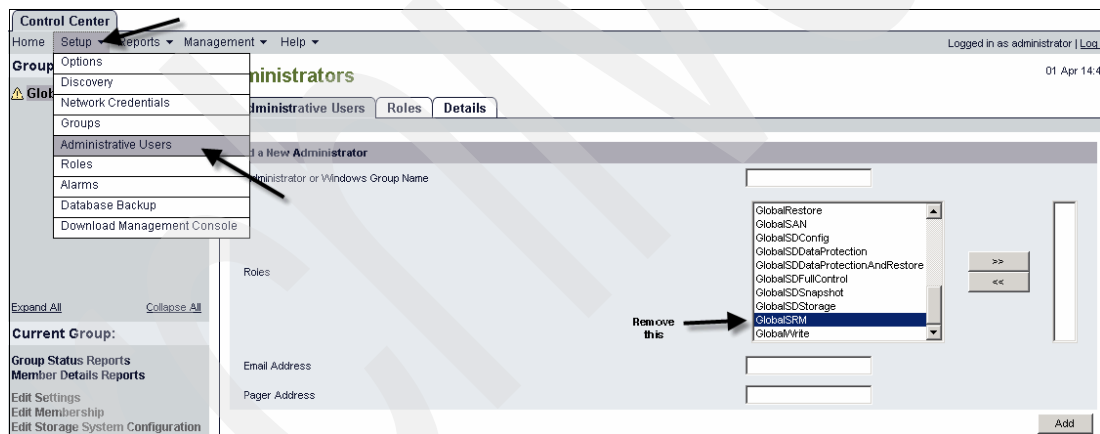 Control Center
Home Setup Reports Management Help Logged in as administrator | Log
Group
Glob
Options
Discovery
Network Credentials
Groups
Administrative Users
Roles
Alarms
Database Backup
Download Management Console
ministrators
01 Apr 14:4
dministrative Users Roles Details
d a New Administrator
dministrator or Windows Group Name
Roles
GlobalRestore
GlobalSAN
GlobalSDConfig
GlobalSDDataProtection
GlobalSDDataProtectionAndRestore
GlobalSDFullControl
GlobalSDSnapshot
GlobalSDStorage
GlobalSRM
GlobalWrite
>>
<<
Remove
this
Email Address
Pager Address
Add
Expand All Collapse All
Current Group:
Group Status Reports
Member Details Reports
Edit Settings
Edit Membership
Edit Storage System Configuration